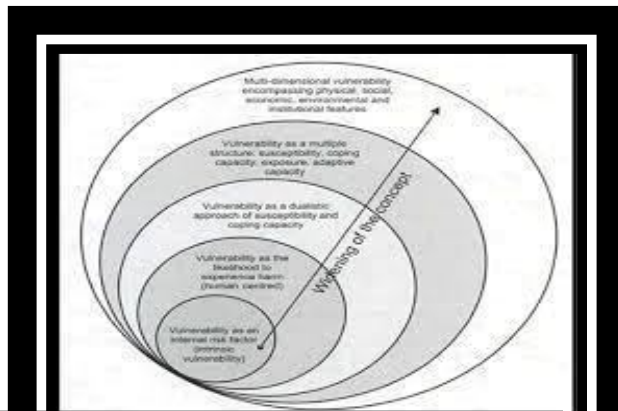 Multi-dimensional vulnerability
encompassing physical, social,
economic, environmental and
institutional features
Vulnerability as a multiple
structure: susceptibility, coping
capacity, exposure, adaptive
capacity
Vulnerability as a dualistic
approach of susceptibility and
coping capacity
Vulnerability as the
likelihood to
experience harm
(human centred)
Vulnerability as an
internal risk factor
(intrinsic
vulnerability)
Widening of the concept